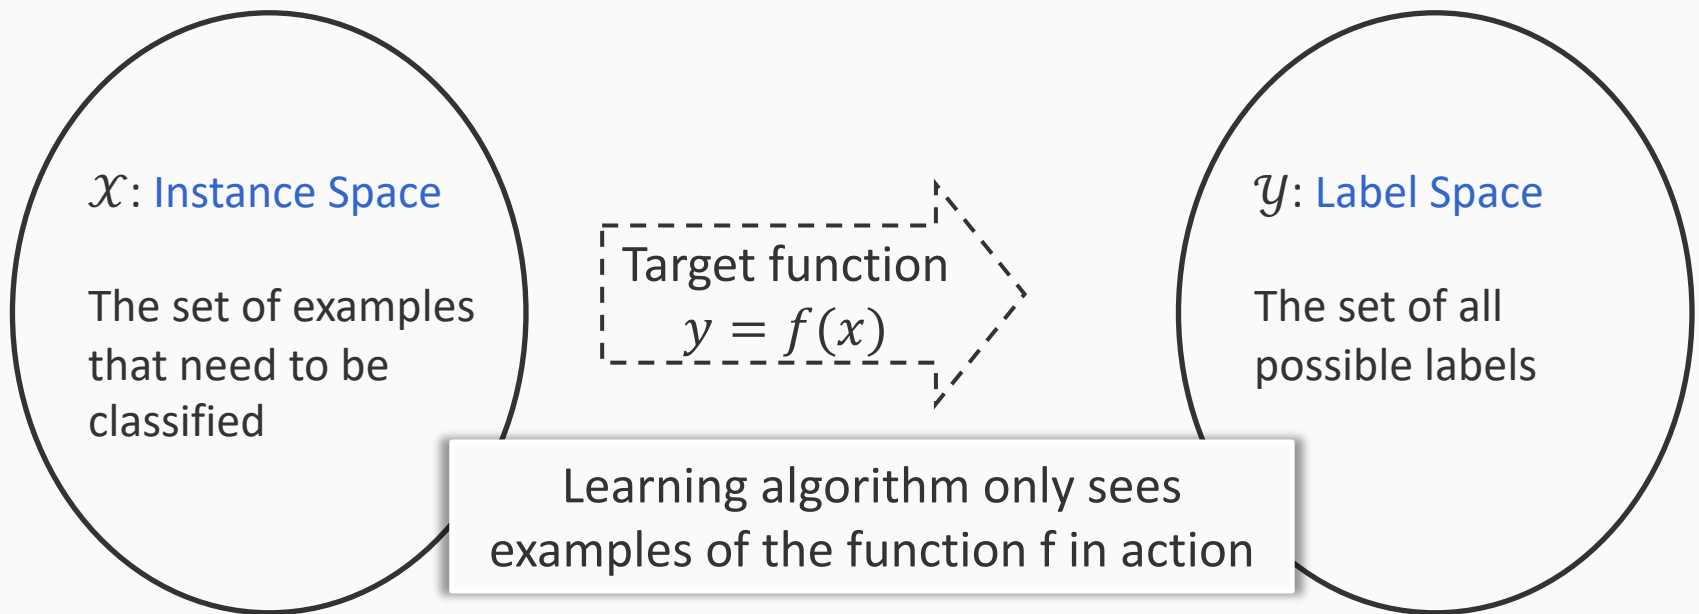 𝒳: Instance Space
The set of examples
that need to be
classified
Target function
𝑦 = 𝑓(𝑥)
𝒴: Label Space
The set of all
possible labels
Learning algorithm only sees
examples of the function f in action